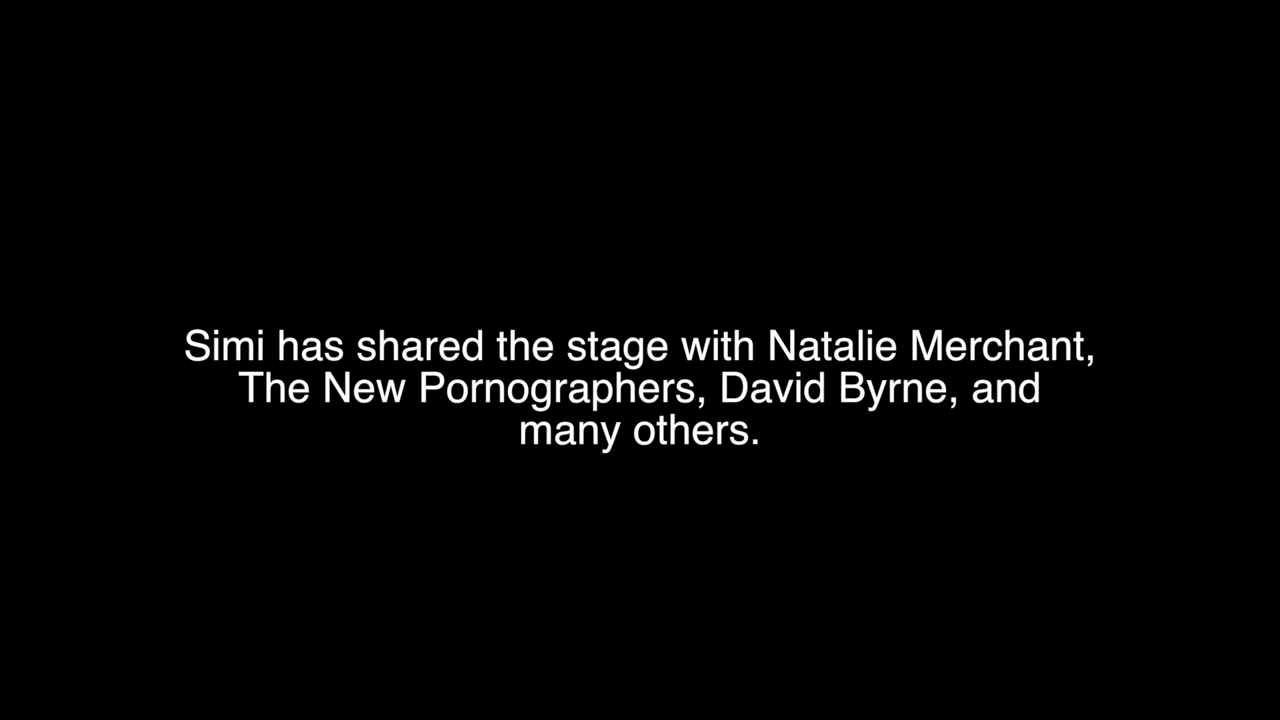 Simi has shared the stage with Natalie Merchant,
The New Pornographers, David Byrne, and
many others.